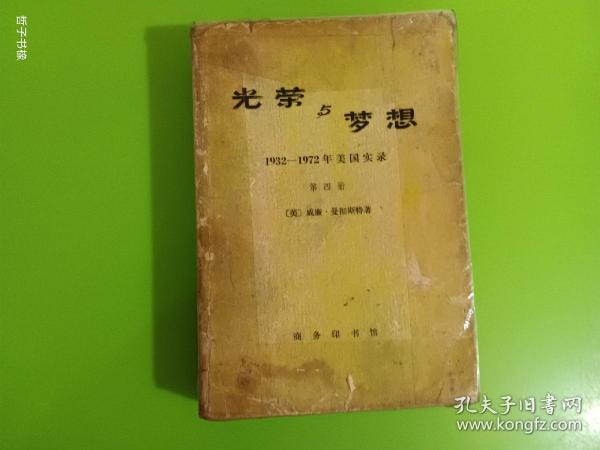 哲子书椽
光荣与梦想
1932—1972年美国实录
第四册
〔英〕威廉·曼彻斯特著
商务印书馆
孔夫子旧书网
www.kongfz.com